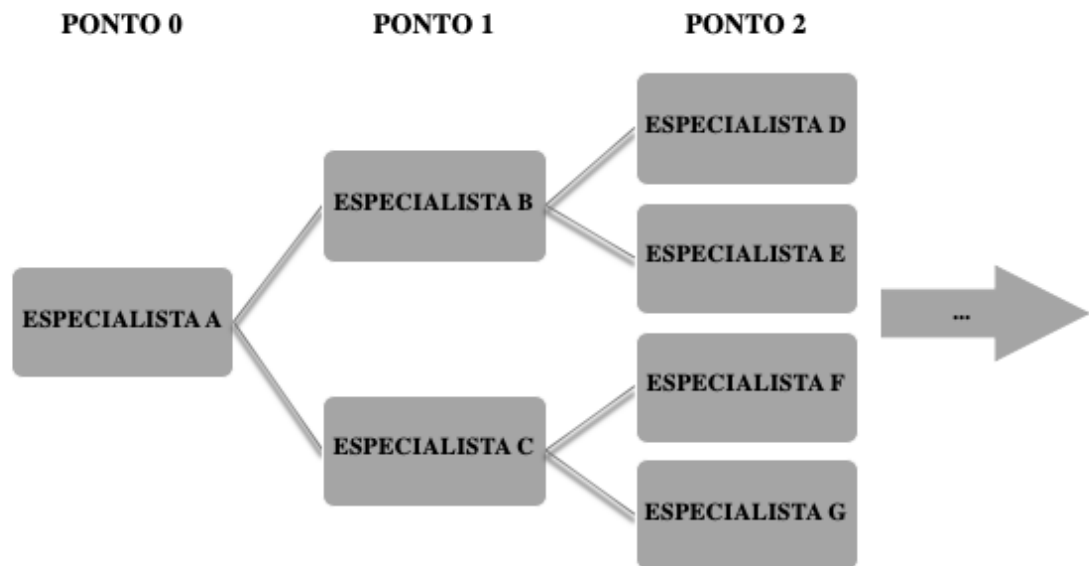 PONTO 0
PONTO 1
PONTO 2
ESPECIALISTA A
ESPECIALISTA B
ESPECIALISTA C
ESPECIALISTA D
ESPECIALISTA E
ESPECIALISTA F
ESPECIALISTA G
...